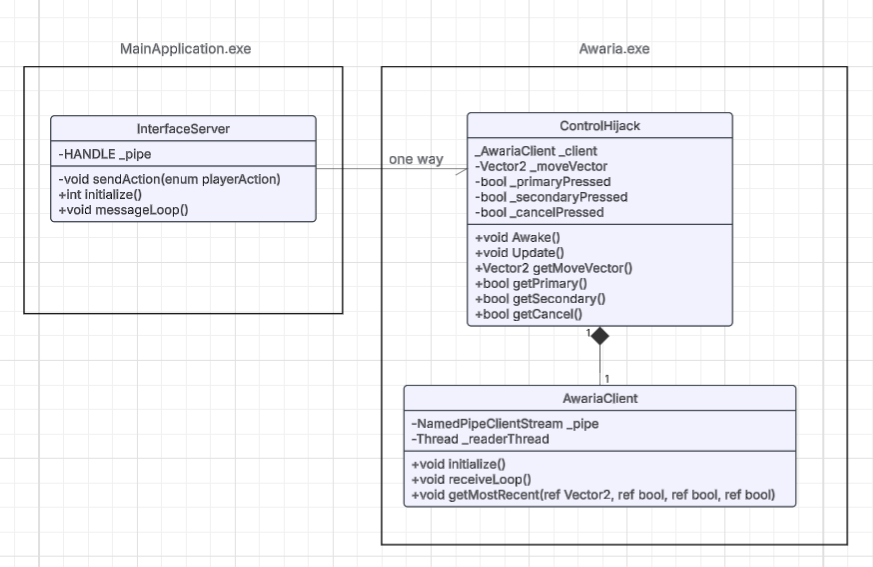 MainApplication.exe
InterfaceServer
-HANDLE _pipe
-void sendAction(enum playerAction)
+int initialize()
+void messageLoop()
one way
Awaria.exe
ControlHijack
_AwariaClient _client
-Vector2 _moveVector
-bool _primaryPressed
-bool _secondaryPressed
-bool _cancelPressed
+void Awake()
+void Update()
+Vector2 getMoveVector()
+bool getPrimary()
+bool getSecondary()
+bool getCancel()
1
1
AwariaClient
-NamedPipeClientStream _pipe
-Thread _readerThread
+void initialize()
+void receiveLoop()
+void getMostRecent(ref Vector2, ref bool, ref bool, ref bool)